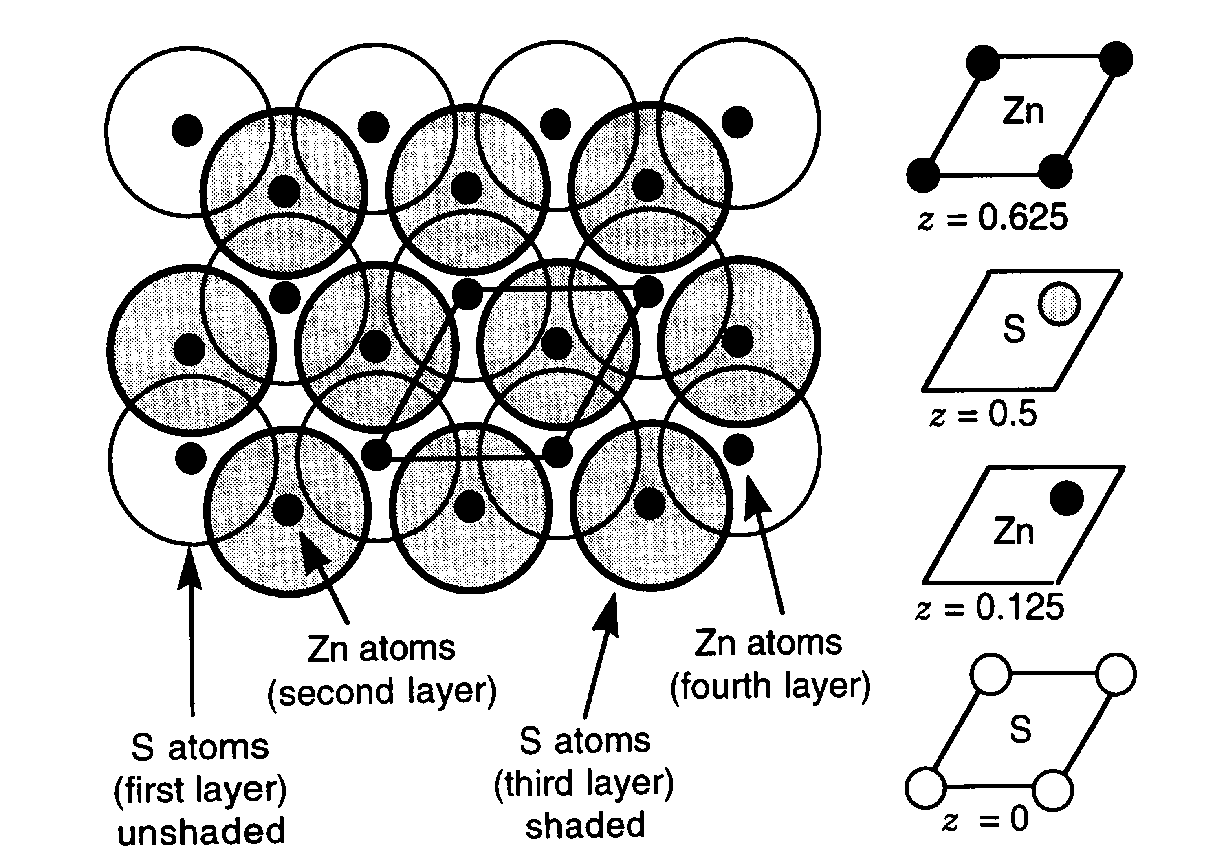 Zn
z = 0.625
S
z = 0.5
Zn
z = 0.125
S
z = 0
Zn atoms
(second layer)
Zn atoms
(fourth layer)
S atoms
(first layer)
unshaded
S atoms
(third layer)
shaded